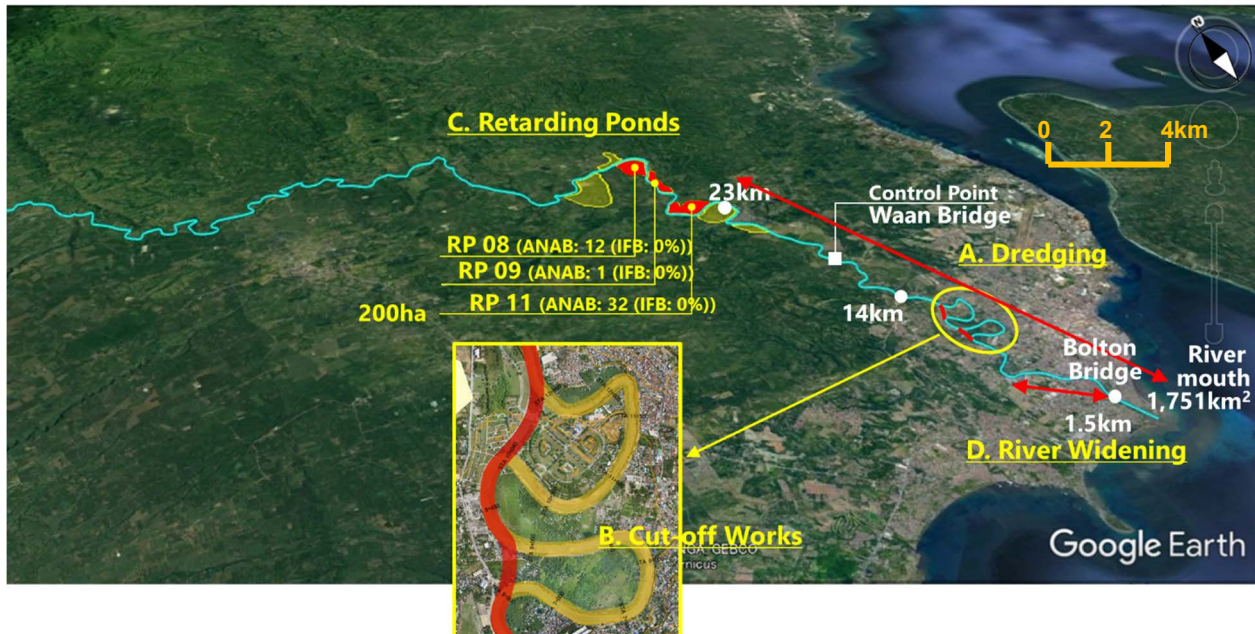 N
0 2 4km
C. Retarding Ponds
23km
Control Point
Waan Bridge
A. Dredging
RP 08 (ANAB: 12 (IFB: 0%))
RP 09 (ANAB: 1 (IFB: 0%))
RP 11 (ANAB: 32 (IFB: 0%))
200ha
14km
Bolton
Bridge
River
mouth
1,751km²
1.5km
D. River Widening
B. Cut-off Works
NGA, GEBCO
Google Earth